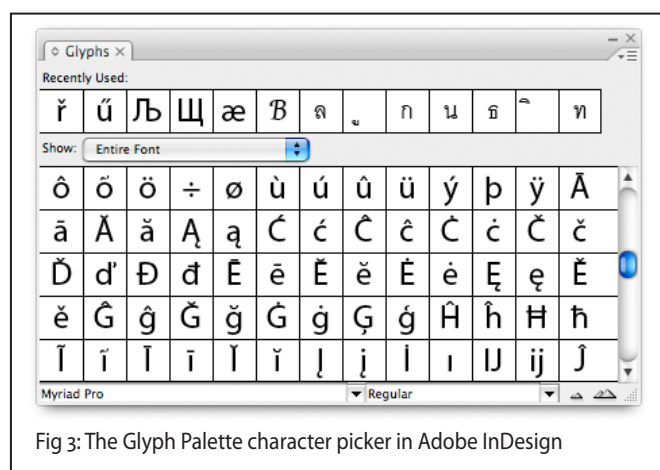 Glyphs ×
Recently Used:
ř ű Љ Щ æ ℬ ล ู ก น ธ ិ ท
Show: Entire Font
ô õ ö ÷ ø ù ú û ü ý þ ÿ Ā
ā Ă ă Ą ą Ć ć Ĉ ĉ Ċ ċ Č č
Ď ď Đ đ Ē ē Ĕ ĕ Ė ė Ę ę Ě
ě Ĝ ĝ Ğ ğ Ġ ġ Ģ ģ Ĥ ĥ Ħ ħ
Ĩ ĩ Ī ī Ĭ ĭ Į į İ ı IJ ij Ĵ
Myriad Pro Regular
Fig 3: The Glyph Palette character picker in Adobe InDesign